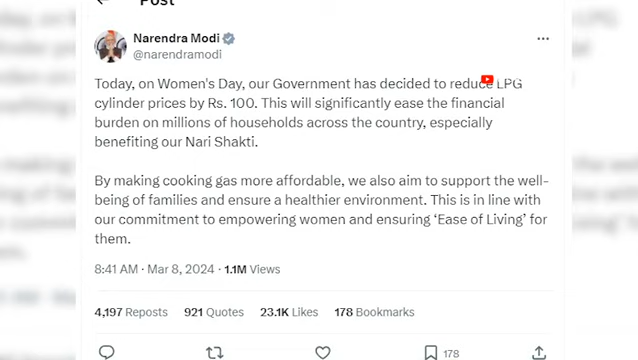 Post
Narendra Modi
@narendramodi
Today, on Women's Day, our Government has decided to reduce LPG
cylinder prices by Rs. 100. This will significantly ease the financial
burden on millions of households across the country, especially
benefiting our Nari Shakti.
By making cooking gas more affordable, we also aim to support the well-
being of families and ensure a healthier environment. This is in line with
our commitment to empowering women and ensuring ‘Ease of Living’ for
them.
8:41 AM · Mar 8, 2024 · 1.1M Views
4,197 Reposts 921 Quotes 23.1K Likes 178 Bookmarks
178